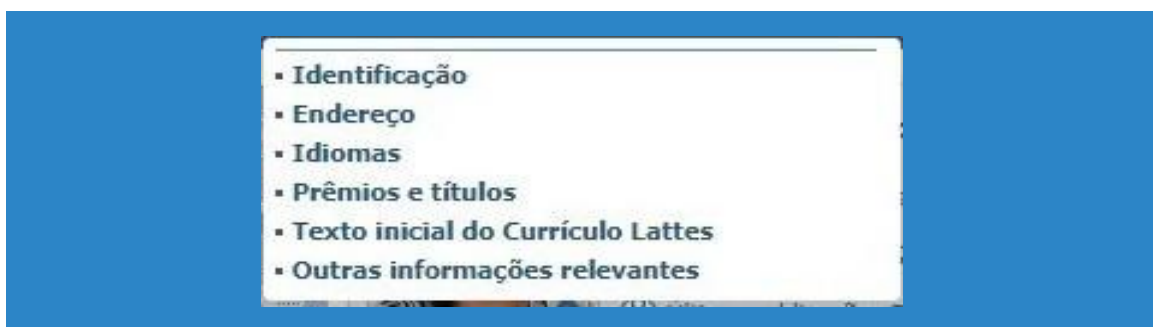 ▪ Identificação
▪ Endereço
▪ Idiomas
▪ Prêmios e títulos
▪ Texto inicial do Currículo Lattes
▪ Outras informações relevantes